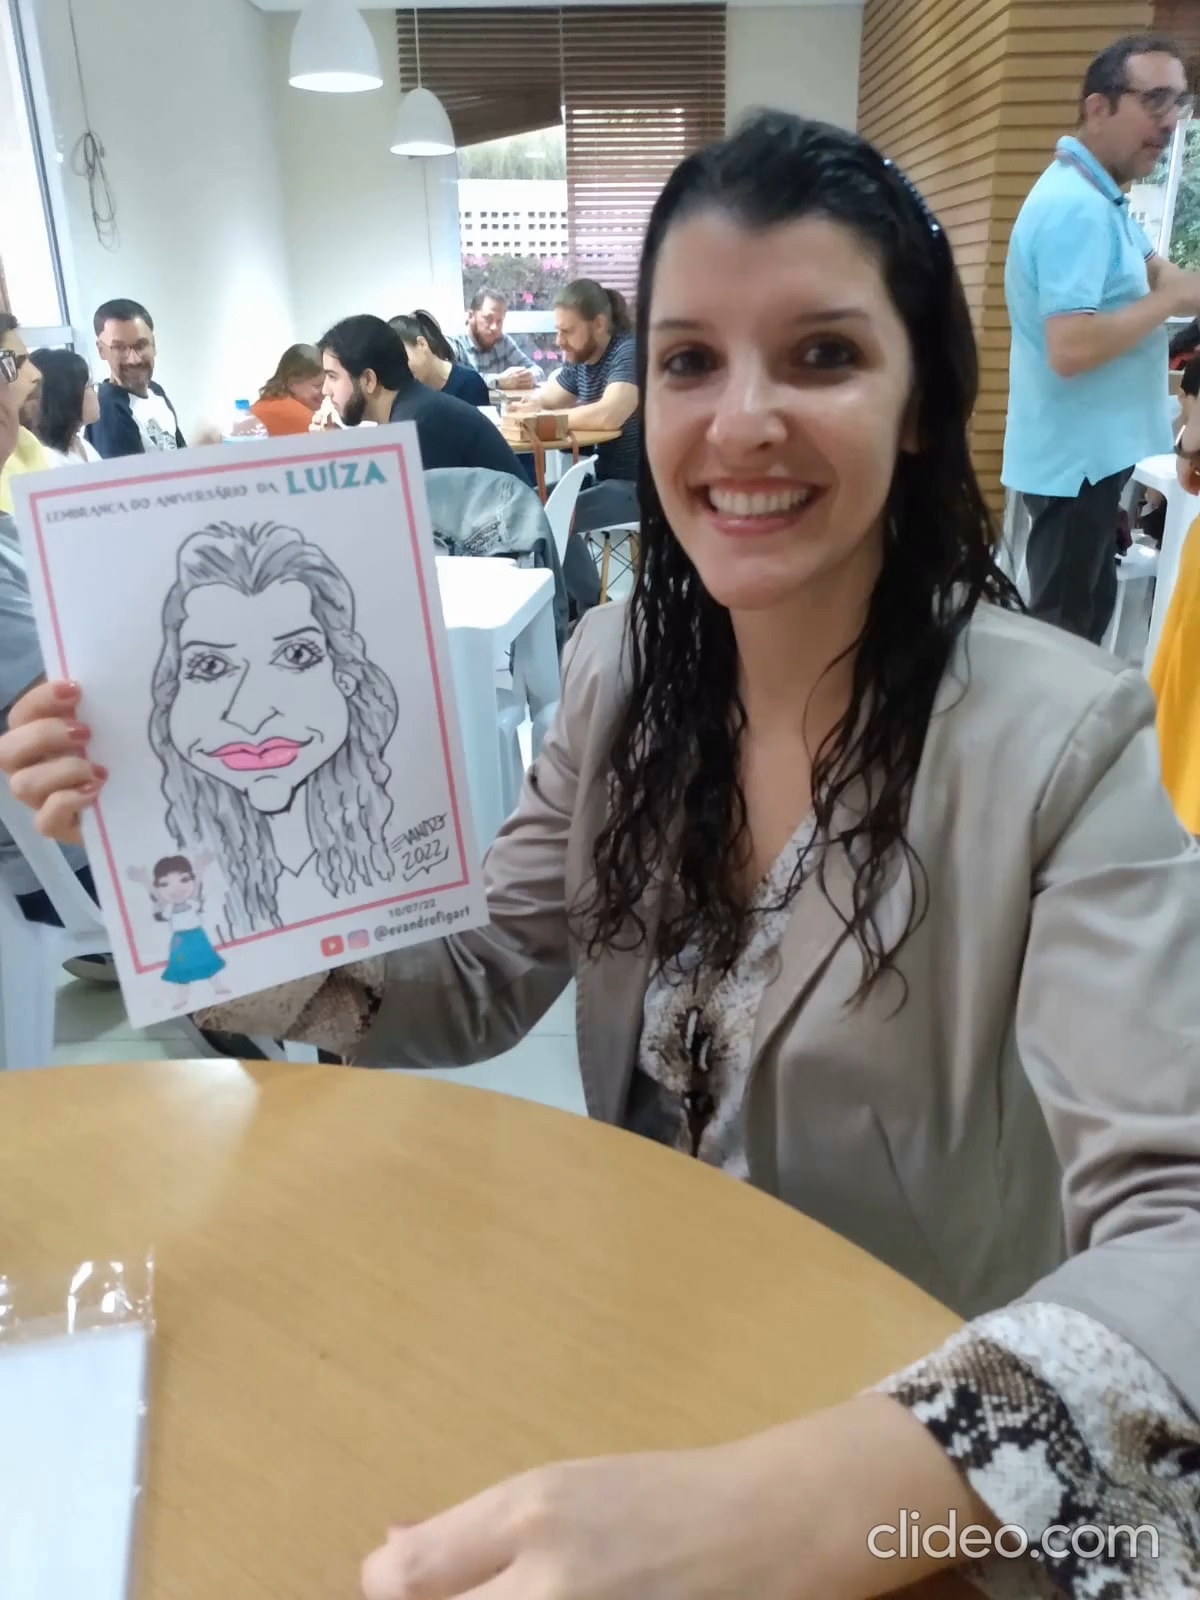 LEMBRANÇA DO ANIVERSÁRIO DA LUÍZA
EVANDRO
2022
10/07/22
@evandrofigart
clideo.com